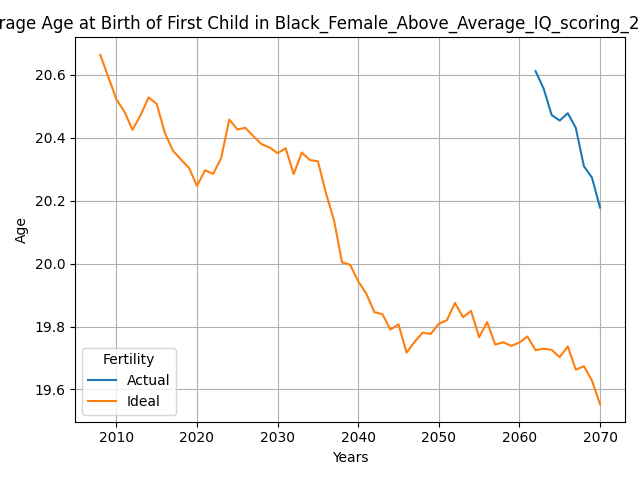 rage Age at Birth of First Child in Black_Female_Above_Average_IQ_scoring_2
20.6
20.4
20.2
20.0
19.8
19.6
Age
Fertility
Actual
Ideal
2010 2020 2030 2040 2050 2060 2070
Years